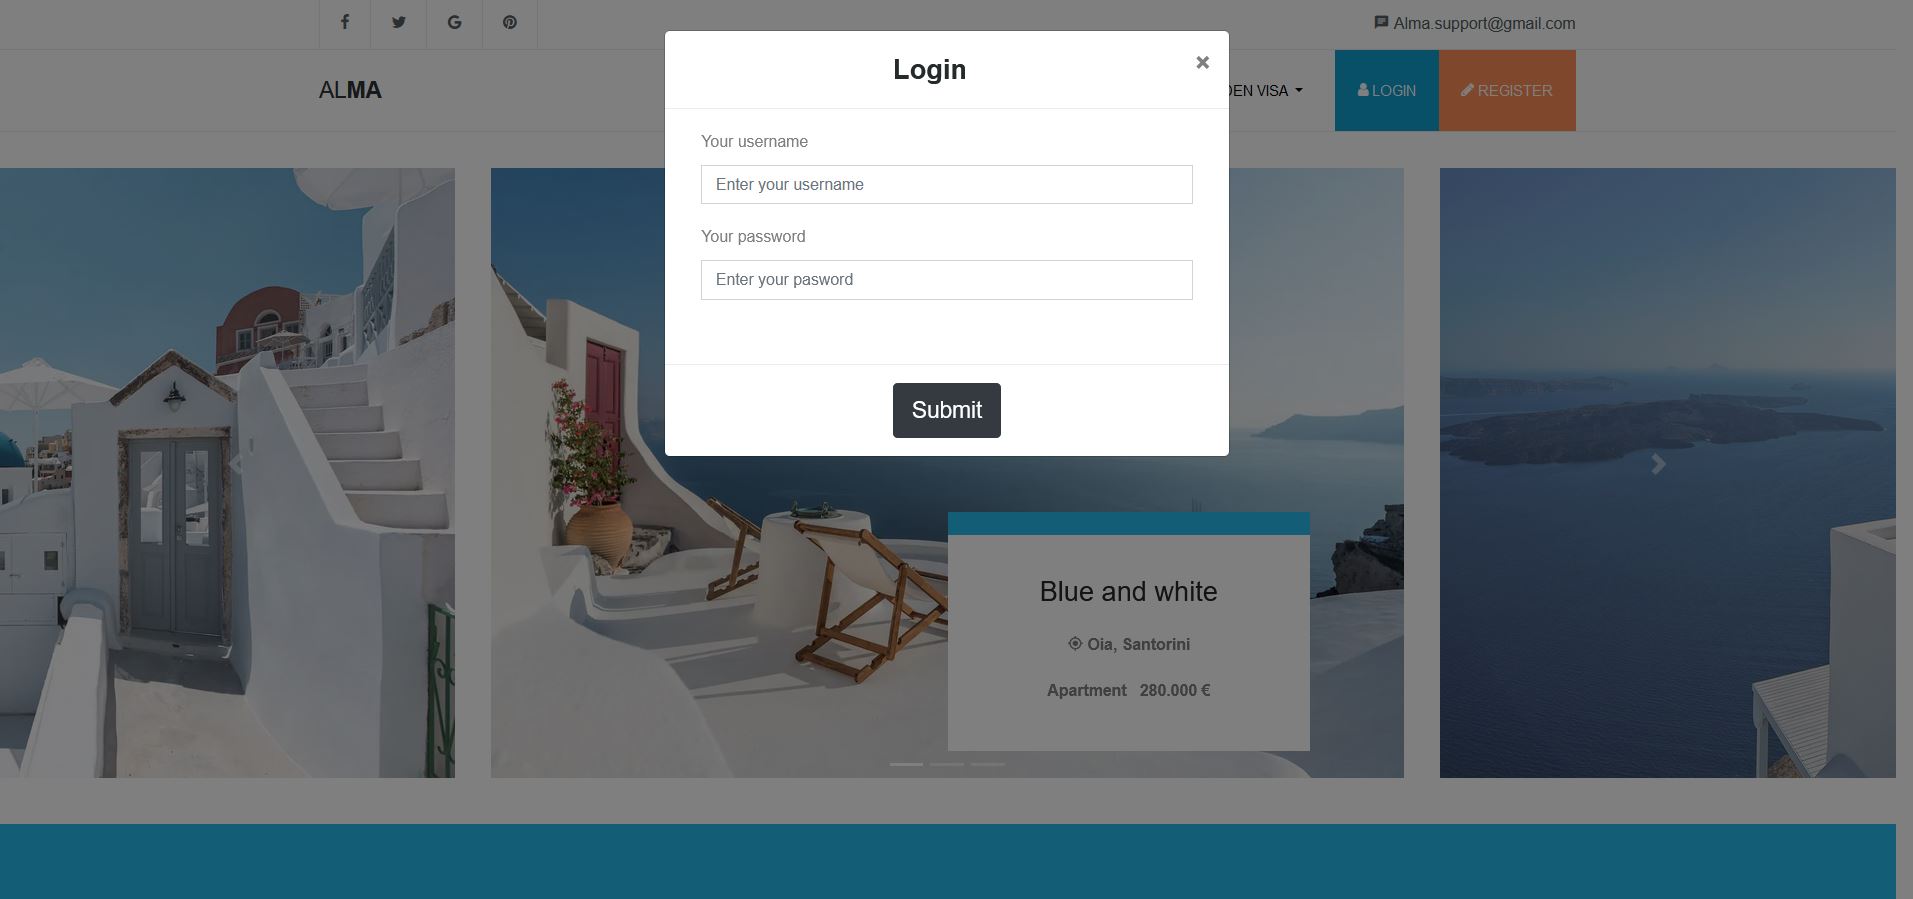 Alma.support@gmail.com
ALMA
DEN VISA
LOGIN
REGISTER
Login
×
Your username
Enter your username
Your password
Enter your pasword
Submit
Blue and white
Oia, Santorini
Apartment 280.000 €